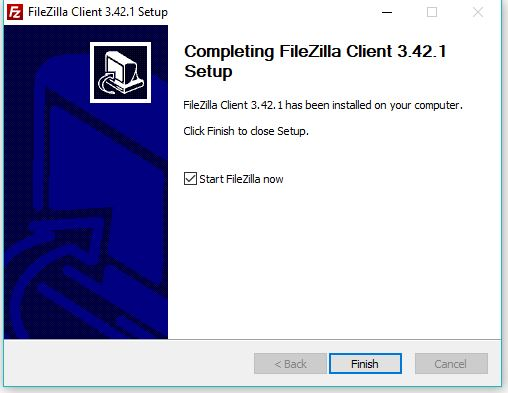 Fz FileZilla Client 3.42.1 Setup
Completing FileZilla Client 3.42.1
Setup
FileZilla Client 3.42.1 has been installed on your computer.
Click Finish to close Setup.
Start FileZilla now
< Back Finish Cancel